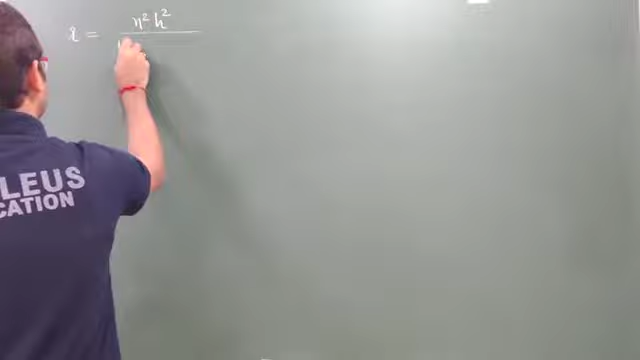 r = n² h²
LEUS
CATION